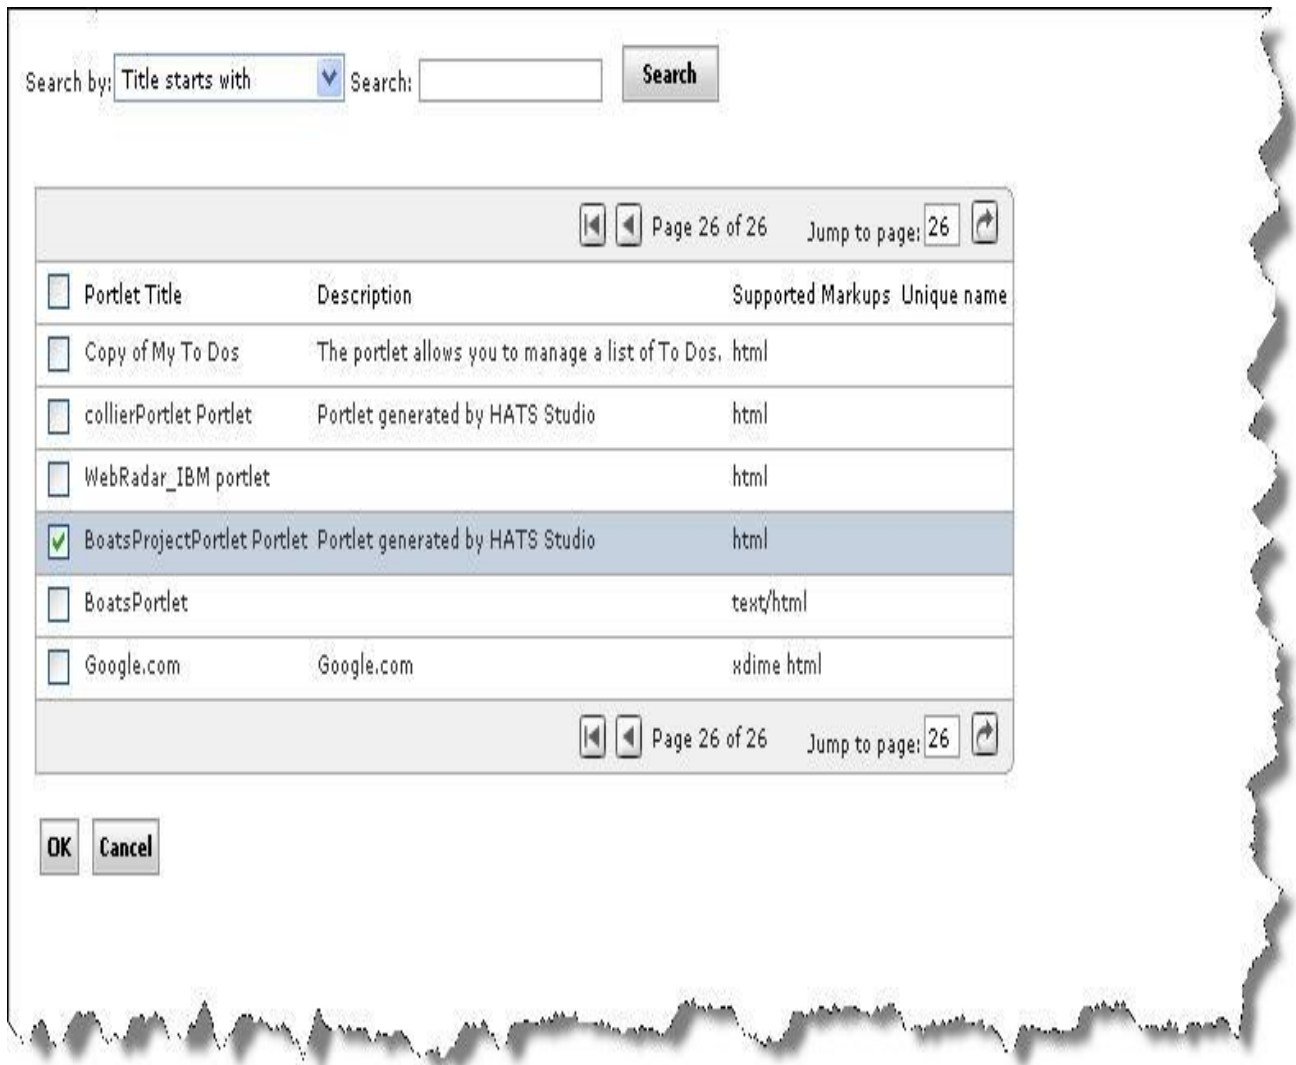 Search by: Title starts with Search: Search
Page 26 of 26 Jump to page: 26
Portlet Title Description Supported Markups Unique name
Copy of My To Dos The portlet allows you to manage a list of To Dos. html
collierPortlet Portlet Portlet generated by HATS Studio html
WebRadar_IBM portlet html
BoatsProjectPortlet Portlet Portlet generated by HATS Studio html
BoatsPortlet text/html
Google.com Google.com xdime html
Page 26 of 26 Jump to page: 26
OK Cancel